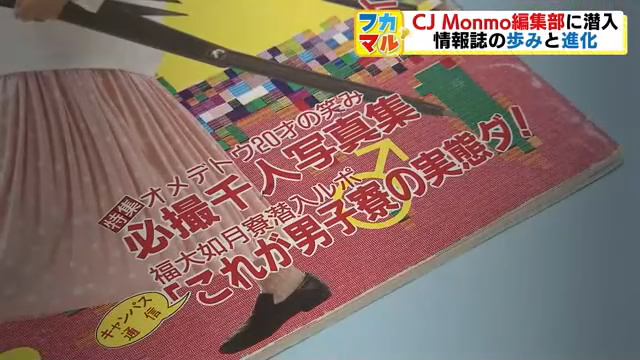 フカマル
CJ Monmo編集部に潜入
情報誌の歩みと進化
特集
オメデトウ20才の笑み
必撮千人写真集
福大如月寮潜入ルポ
「これが男子寮の実態ダ!
キャンパス通信